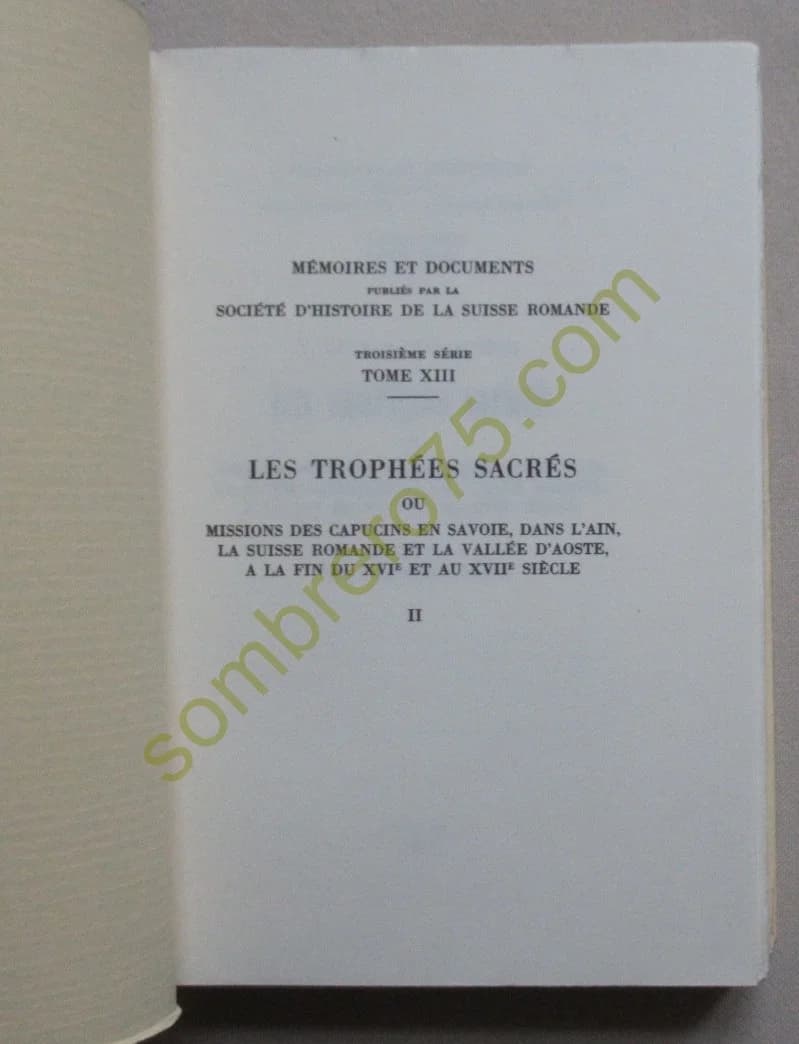 MÉMOIRES ET DOCUMENTS
PUBLIÉS PAR LA
SOCIÉTÉ D'HISTOIRE DE LA SUISSE ROMANDE
TROISIÈME SÉRIE
TOME XIII
LES TROPHÉES SACRÉS
OU
MISSIONS DES CAPUCINS EN SAVOIE, DANS L'AIN,
LA SUISSE ROMANDE ET LA VALLÉE D'AOSTE,
A LA FIN DU XVIᴱ ET AU XVIIᴱ SIÈCLE
II
sombrero75.com